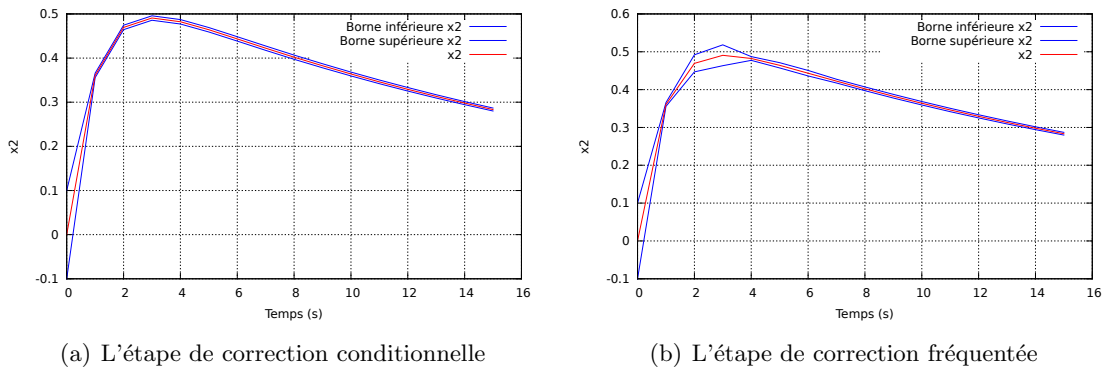 0.5
0.4
0.3
0.2
0.1
0
-0.1
x2
0 2 4 6 8 10 12 14 16
Temps (s)
Borne inférieure x2
Borne supérieure x2
x2
(a) L'étape de correction conditionnelle
0.6
0.5
0.4
0.3
0.2
0.1
0
-0.1
x2
0 2 4 6 8 10 12 14 16
Temps (s)
Borne inférieure x2
Borne supérieure x2
x2
(b) L'étape de correction fréquentée